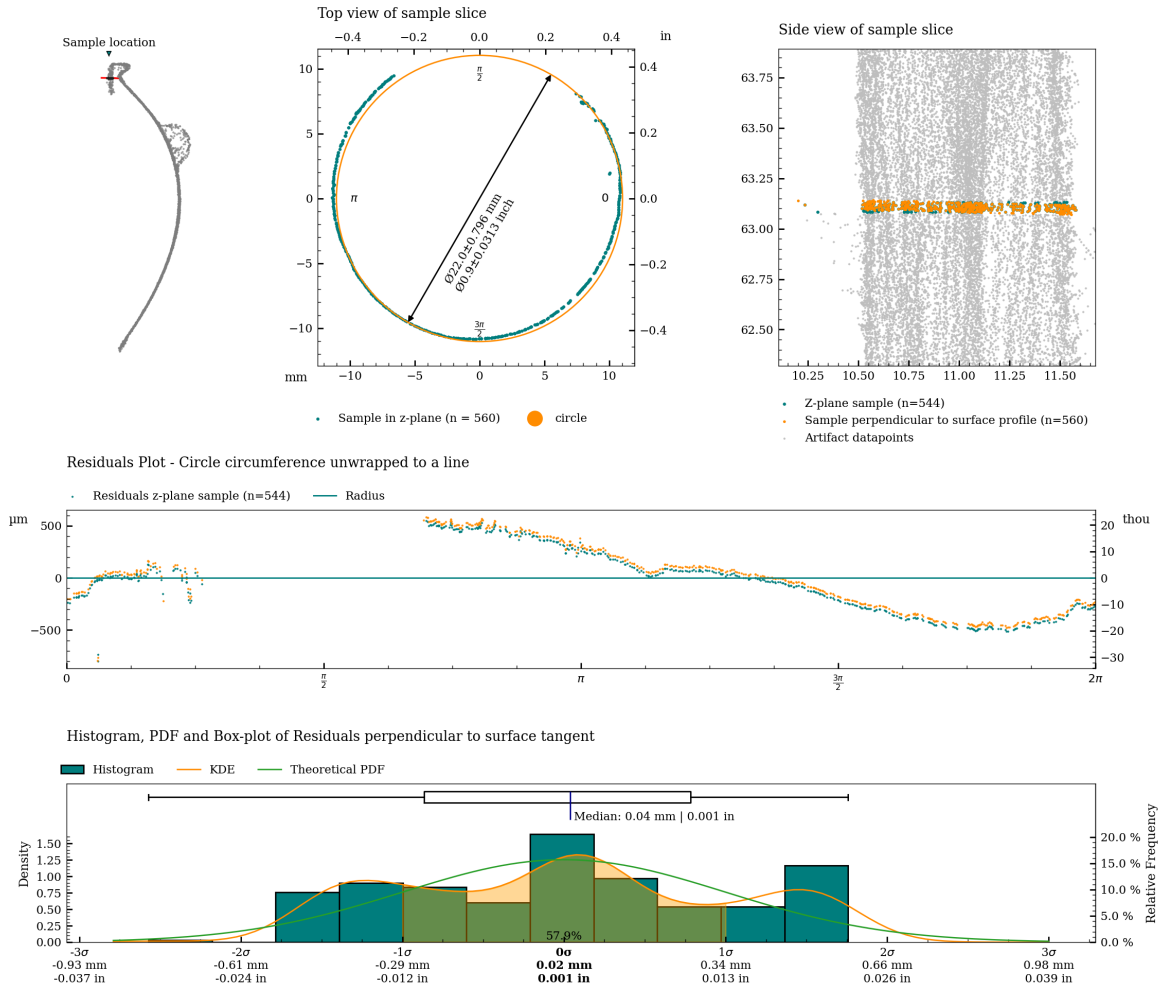 Sample location
Top view of sample slice
−0.4 −0.2 0.0 0.2 0.4 in
10 5 0 −5 −10
0.4 0.2 0.0 −0.2 −0.4
π/2
π
0
3π/2
Ø22.0±0.796 mm
Ø0.9±0.0313 inch
mm −10 −5 0 5 10
Sample in z-plane (n = 560) circle
Side view of sample slice
63.75
63.50
63.25
63.00
62.75
62.50
10.25 10.50 10.75 11.00 11.25 11.50
Z-plane sample (n=544)
Sample perpendicular to surface profile (n=560)
Artifact datapoints
Residuals Plot - Circle circumference unwrapped to a line
Residuals z-plane sample (n=544) Radius
µm thou
500 20
10
0 0
−10
−500 −20
−30
0 π/2 π 3π/2 2π
Histogram, PDF and Box-plot of Residuals perpendicular to surface tangent
Histogram KDE Theoretical PDF
Median: 0.04 mm | 0.001 in
Density
1.50
1.25
1.00
0.75
0.50
0.25
0.00
Relative Frequency
20.0 %
15.0 %
10.0 %
5.0 %
0.0 %
57.9%
-3σ -2σ -1σ 0σ 1σ 2σ 3σ
-0.93 mm -0.61 mm -0.29 mm 0.02 mm 0.34 mm 0.66 mm 0.98 mm
-0.037 in -0.024 in -0.012 in 0.001 in 0.013 in 0.026 in 0.039 in